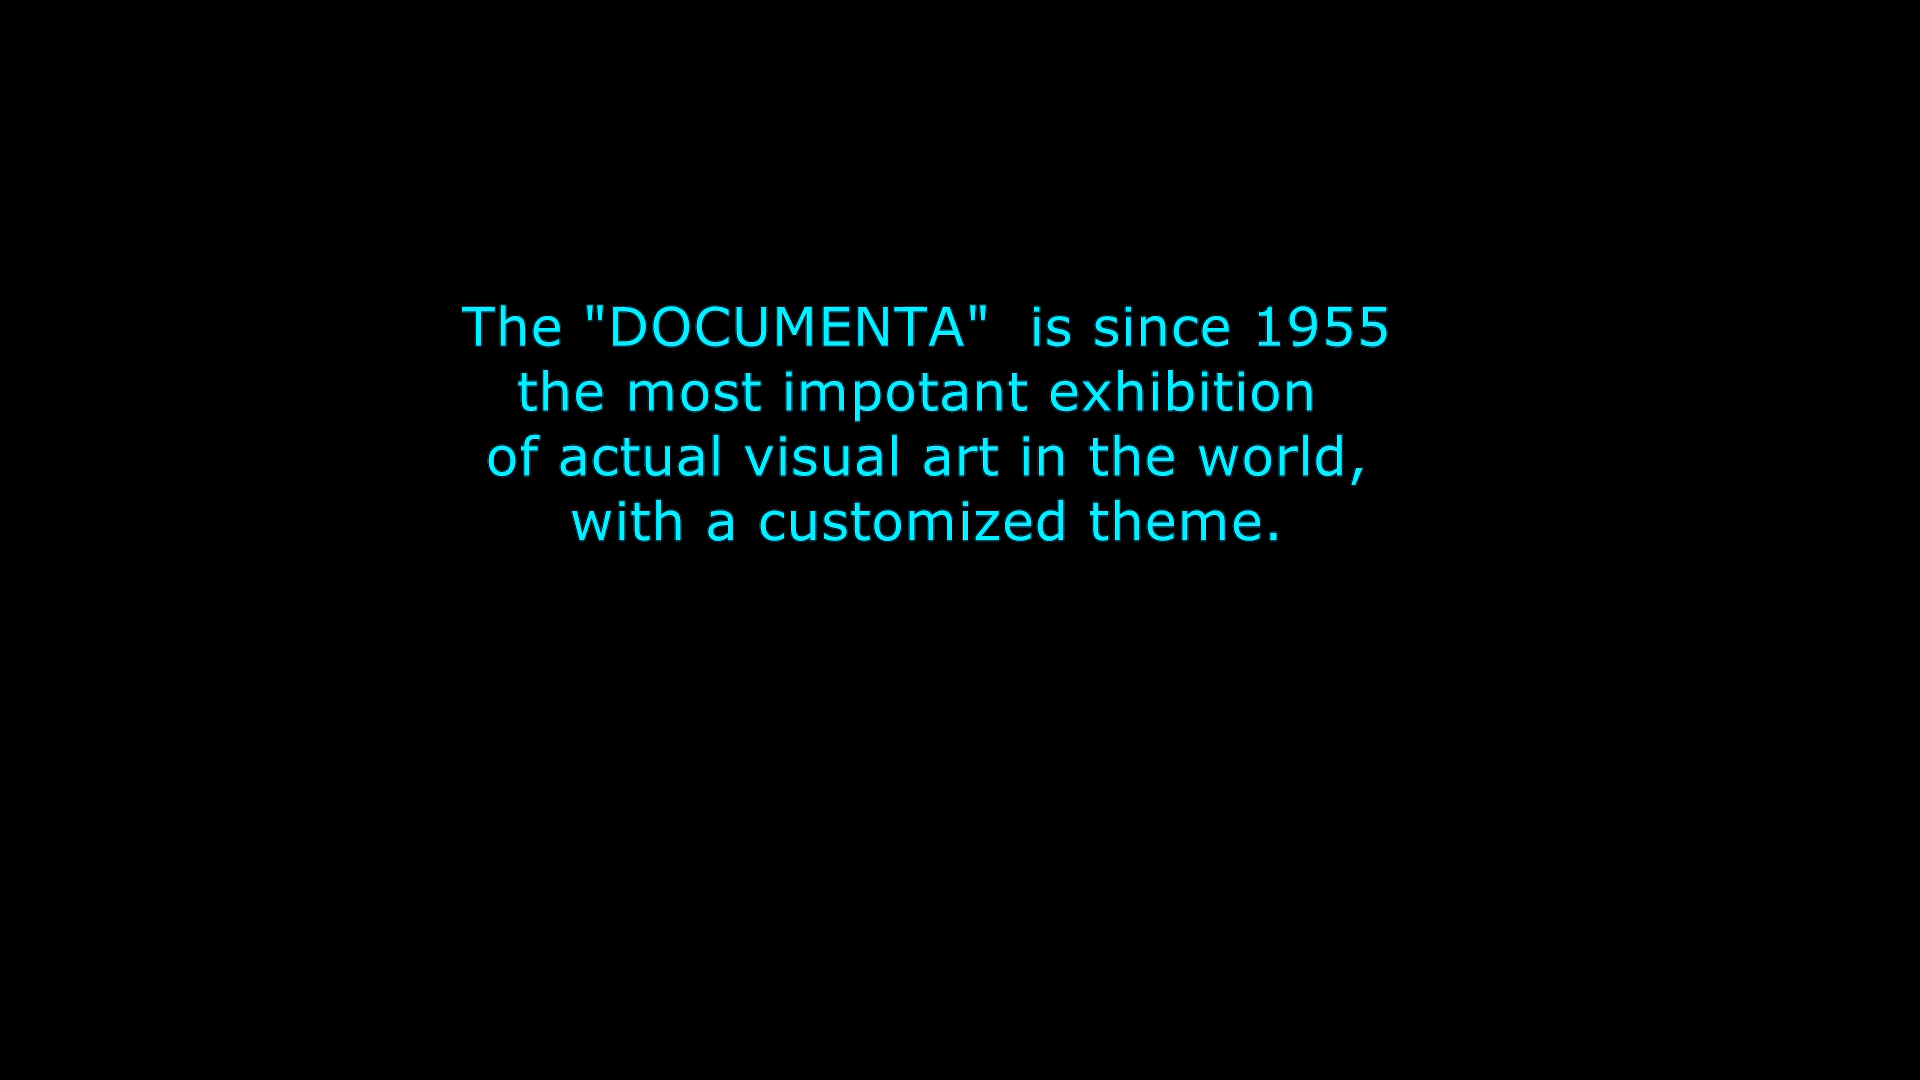 The "DOCUMENTA"  is since 1955
the most impotant exhibition
of actual visual art in the world,
with a customized theme.